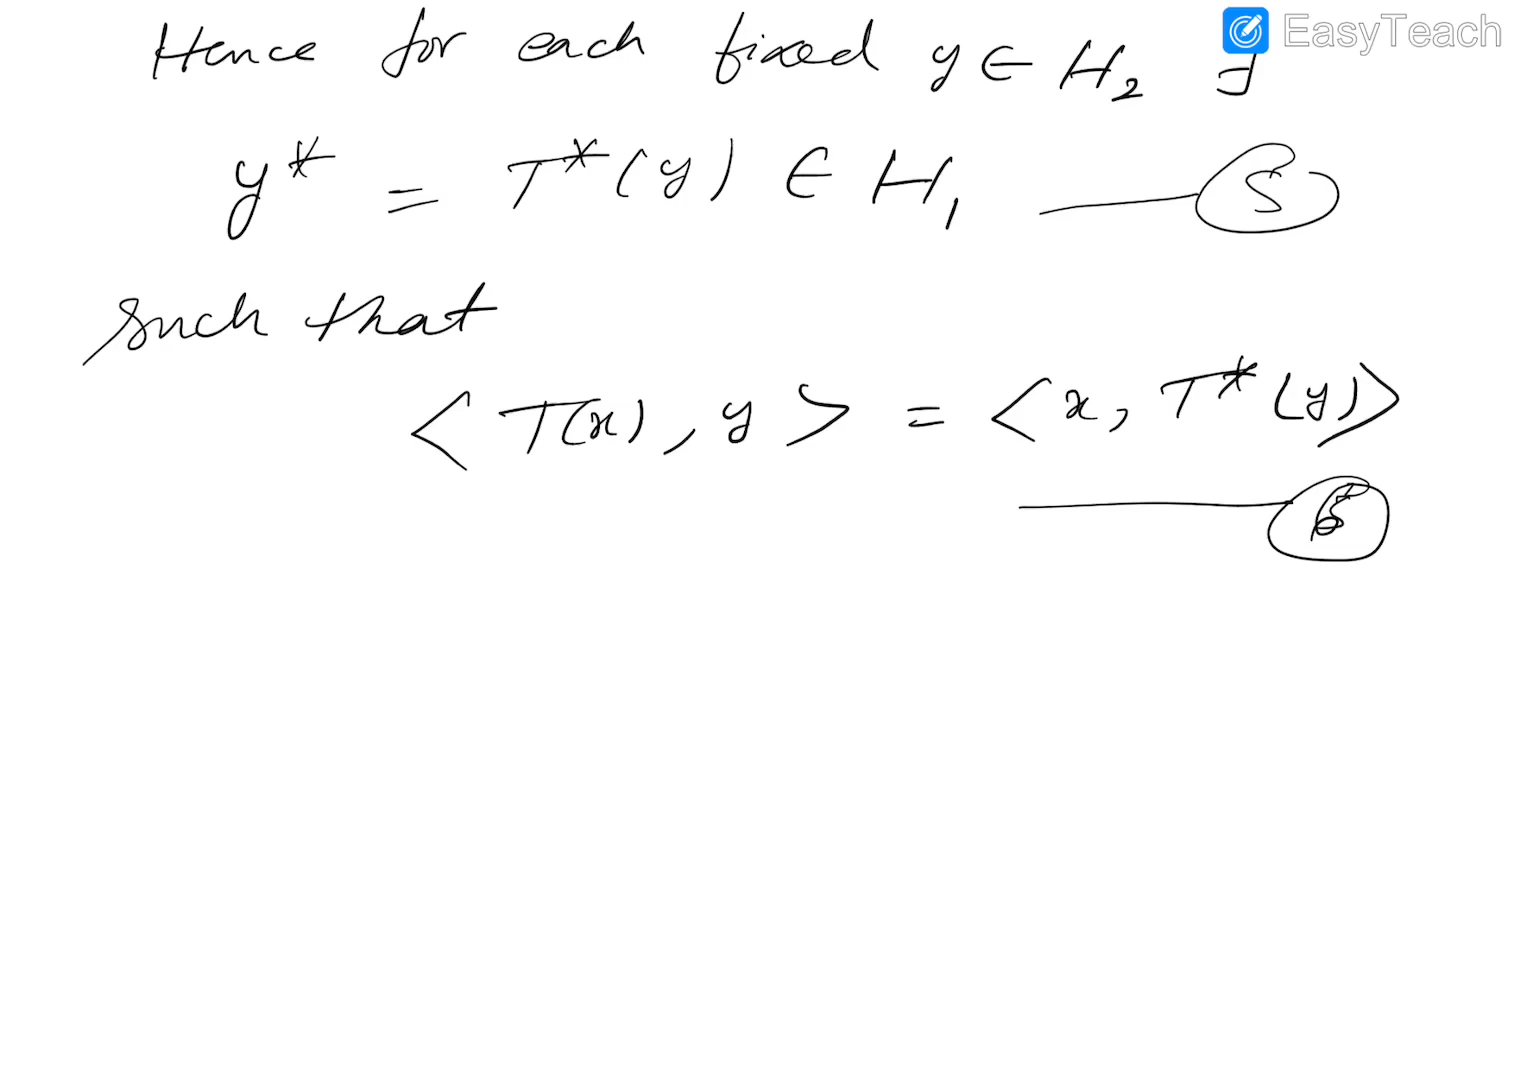 EasyTeach
Hence for each fixed y ∈ H₂ ∃
y* = T*(y) ∈ H₁ —— (5)
such that
< T(x), y > = < x, T*(y) >
—— (6)